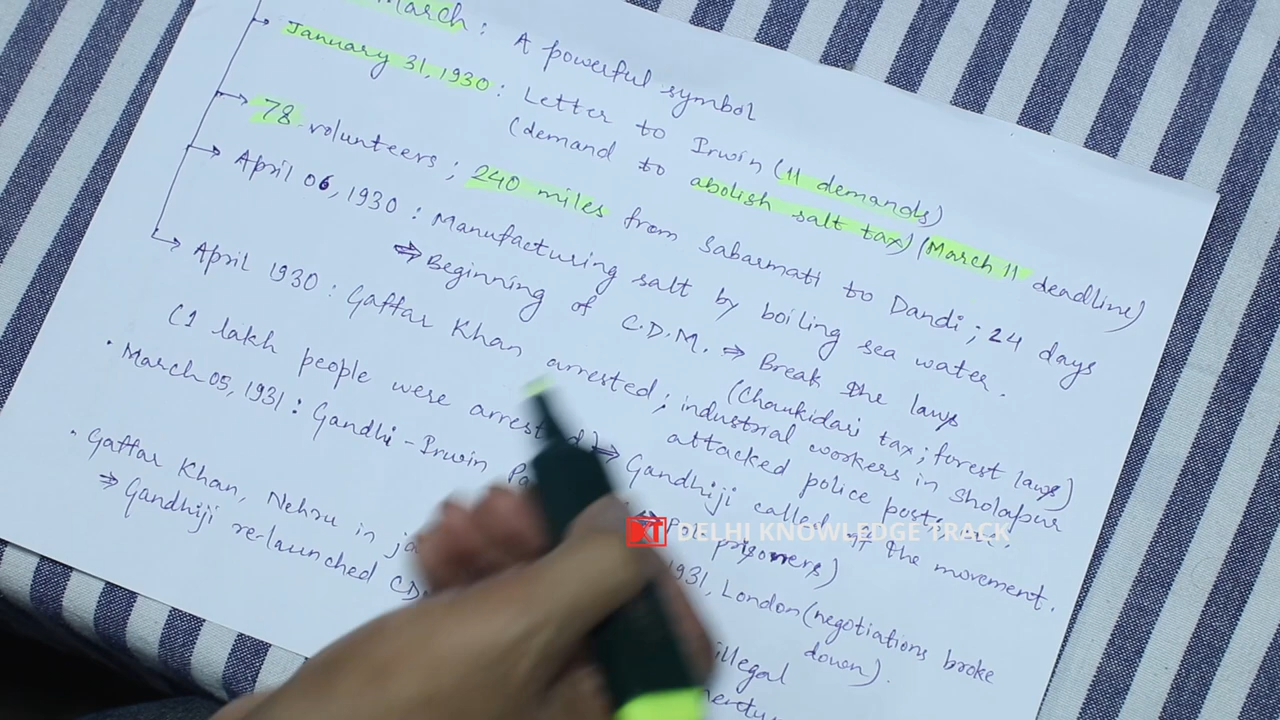 March : A powerful symbol
January 31, 1930 : Letter to Irwin (11 demands)
(demand to abolish salt tax) (March 11 deadline)
78 volunteers ; 240 miles from Sabarmati to Dandi ; 24 days
April 06, 1930 : Manufacturing salt by boiling sea water.
⇒ Beginning of C.D.M. ⇒ Break the laws
(Chaukidari tax ; forest laws)
April 1930 : Gaffar Khan arrested ; industrial workers in Sholapur
attacked police posts,
(1 lakh people were arrested) ⇒ Gandhiji called off the movement.
• March 05, 1931 : Gandhi - Irwin
prisoners)
1931, London (negotiations broke
down).
• Gaffar Khan, Nehru in
illegal
⇒ Gandhiji re-launched
DELHI KNOWLEDGE TRACK